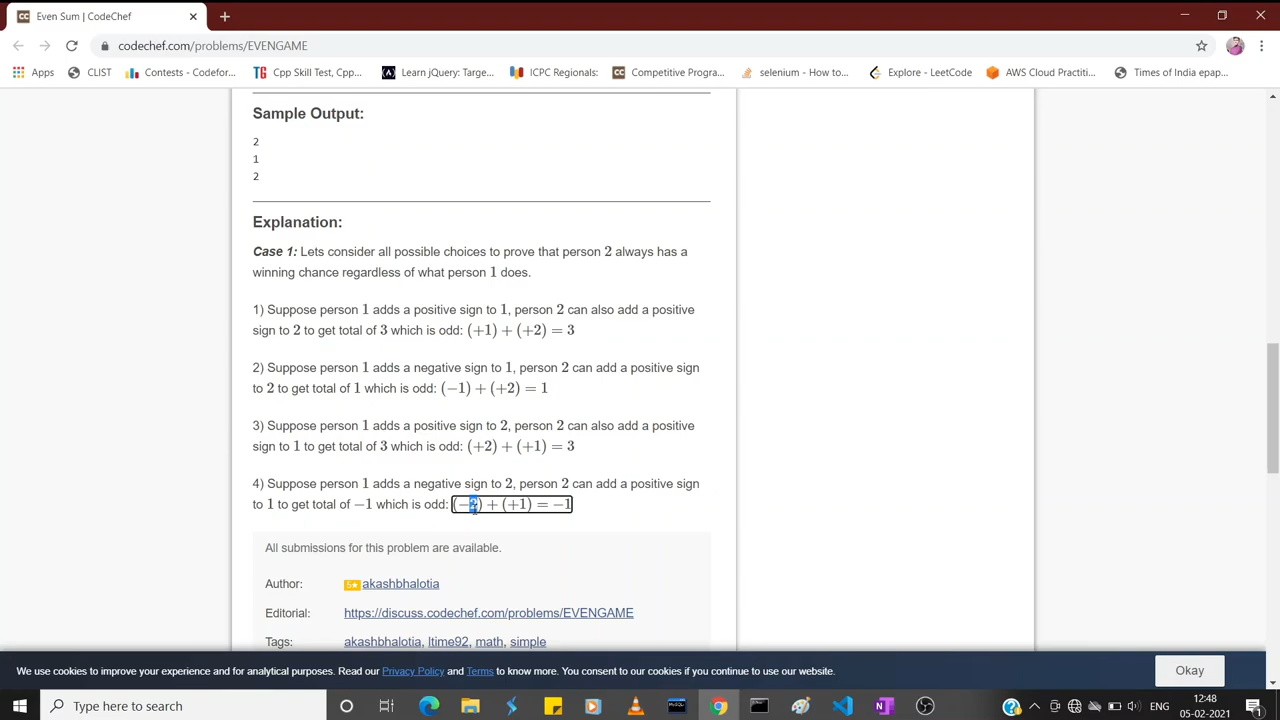 Even Sum | CodeChef
codechef.com/problems/EVENGAME
Apps CLIST Contests - Codefor... Cpp Skill Test, Cpp... Learn jQuery: Targe... ICPC Regionals: Competitive Progra... selenium - How to... Explore - LeetCode AWS Cloud Practiti... Times of India epap...
Sample Output:
2
1
2
Explanation:
Case 1: Lets consider all possible choices to prove that person 2 always has a
winning chance regardless of what person 1 does.
1) Suppose person 1 adds a positive sign to 1, person 2 can also add a positive
sign to 2 to get total of 3 which is odd: (+1) + (+2) = 3
2) Suppose person 1 adds a negative sign to 1, person 2 can add a positive sign
to 2 to get total of 1 which is odd: (−1) + (+2) = 1
3) Suppose person 1 adds a positive sign to 2, person 2 can also add a positive
sign to 1 to get total of 3 which is odd: (+2) + (+1) = 3
4) Suppose person 1 adds a negative sign to 2, person 2 can add a positive sign
to 1 to get total of −1 which is odd: (−2) + (+1) = −1
All submissions for this problem are available.
Author: 5★ akashbhalotia
Editorial: https://discuss.codechef.com/problems/EVENGAME
Tags: akashbhalotia, ltime92, math, simple
We use cookies to improve your experience and for analytical purposes. Read our Privacy Policy and Terms to know more. You consent to our cookies if you continue to use our website.
Okay
Type here to search
ENG
12:48
05-02-2021